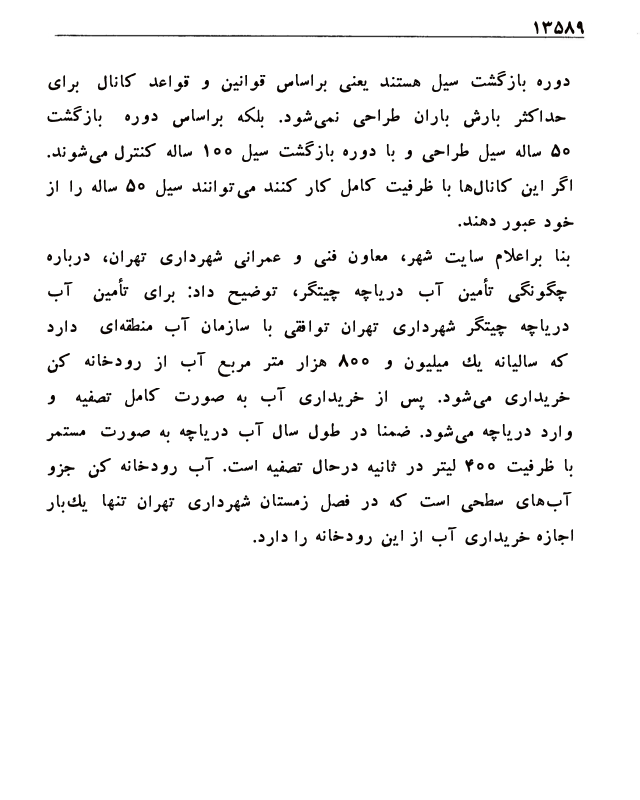 ۱۳۵۸۹
دوره بازگشت سیل هستند یعنی براساس قوانین و قواعد کانال برای
حداکثر بارش باران طراحی نمی‌شود. بلکه براساس دوره بازگشت
۵۰ ساله سیل طراحی و با دوره بازگشت سیل ۱۰۰ ساله کنترل می‌شوند.
اگر این کانال‌ها با ظرفیت کامل کار کنند می‌توانند سیل ۵۰ ساله را از
خود عبور دهند.
بنا براعلام سایت شهر، معاون فنی و عمرانی شهرداری تهران، درباره
چگونگی تأمین آب دریاچه چیتگر، توضیح داد: برای تأمین آب
دریاچه چیتگر شهرداری تهران توافقی با سازمان آب منطقه‌ای دارد
که سالیانه یك میلیون و ۸۰۰ هزار متر مربع آب از رودخانه کن
خریداری می‌شود. پس از خریداری آب به صورت کامل تصفیه و
وارد دریاچه می‌شود. ضمنا در طول سال آب دریاچه به صورت مستمر
با ظرفیت ۴۰۰ لیتر در ثانیه درحال تصفیه است. آب رودخانه کن جزو
آب‌های سطحی است که در فصل زمستان شهرداری تهران تنها یك‌بار
اجازه خریداری آب از این رودخانه را دارد.